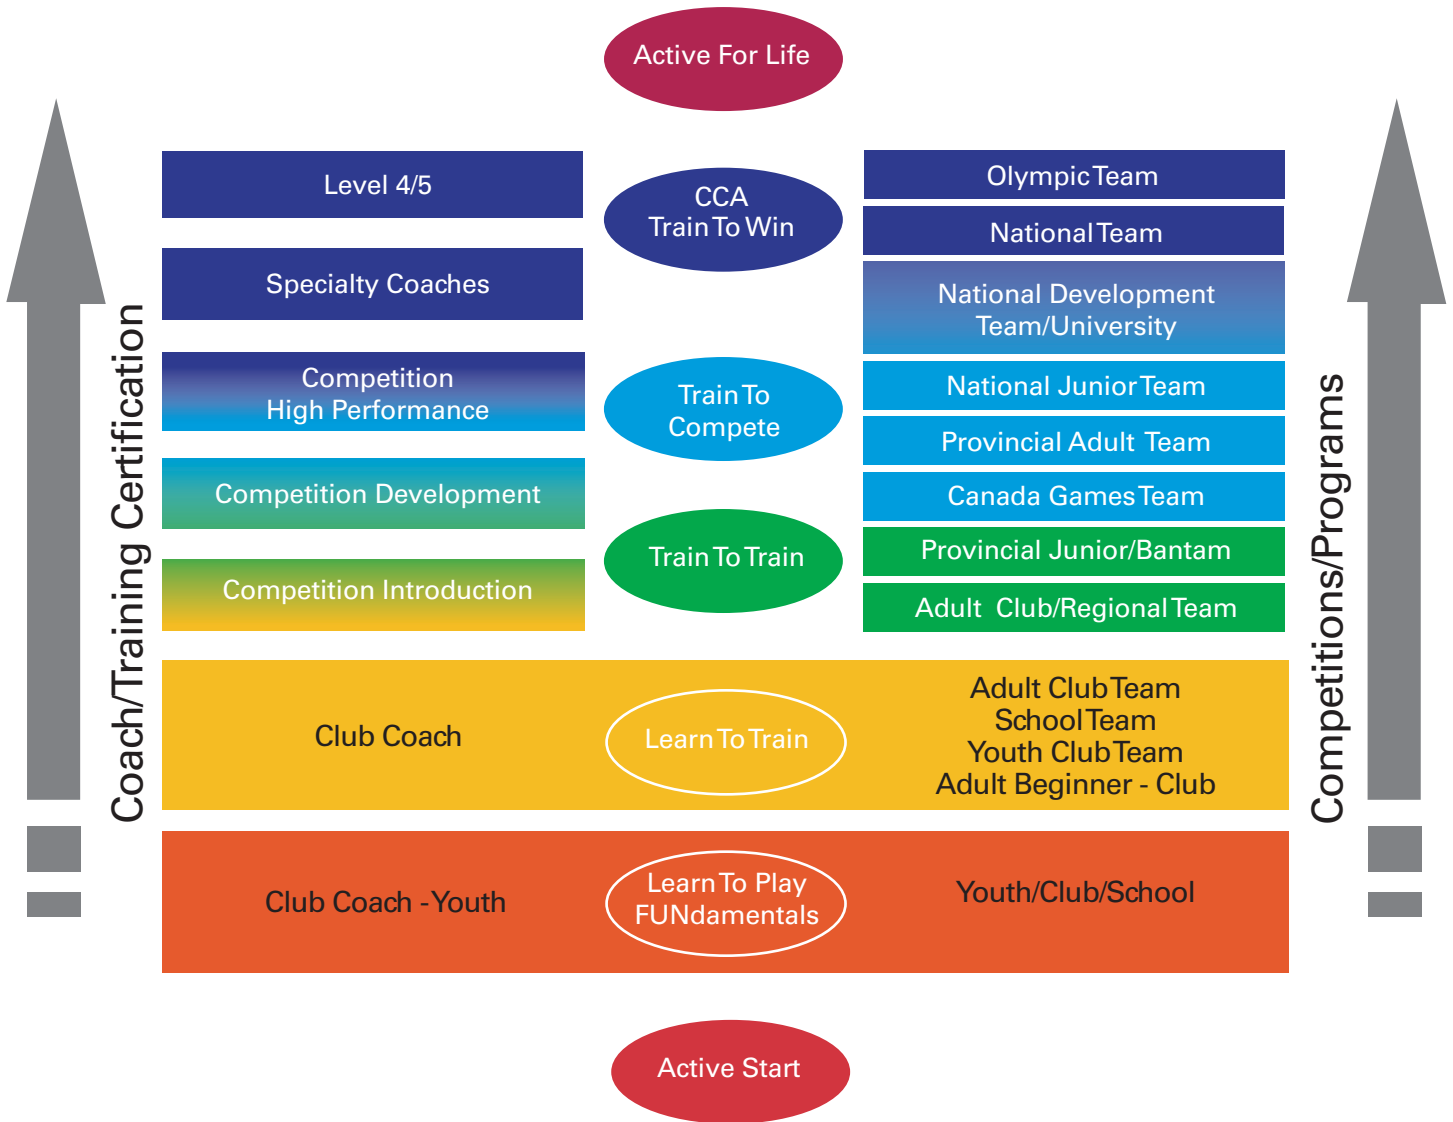 Active For Life
Coach/Training Certification
Level 4/5
Specialty Coaches
Competition
High Performance
Competition Development
Competition Introduction
Club Coach
Club Coach - Youth
CCA
Train To Win
Train To
Compete
Train To Train
Learn To Train
Learn To Play
FUNdamentals
Olympic Team
National Team
National Development
Team/University
National Junior Team
Provincial Adult Team
Canada Games Team
Provincial Junior/Bantam
Adult Club/Regional Team
Adult Club Team
School Team
Youth Club Team
Adult Beginner - Club
Youth/Club/School
Competitions/Programs
Active Start